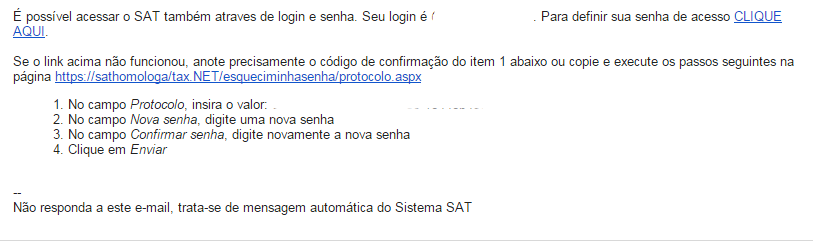 É possível acessar o SAT também atraves de login e senha. Seu login é . Para definir sua senha de acesso CLIQUE
AQUI.
Se o link acima não funcionou, anote precisamente o código de confirmação do item 1 abaixo ou copie e execute os passos seguintes na
página https://sathomologa/tax.NET/esqueciminhasenha/protocolo.aspx
1. No campo Protocolo, insira o valor:
2. No campo Nova senha, digite uma nova senha
3. No campo Confirmar senha, digite novamente a nova senha
4. Clique em Enviar
--
Não responda a este e-mail, trata-se de mensagem automática do Sistema SAT